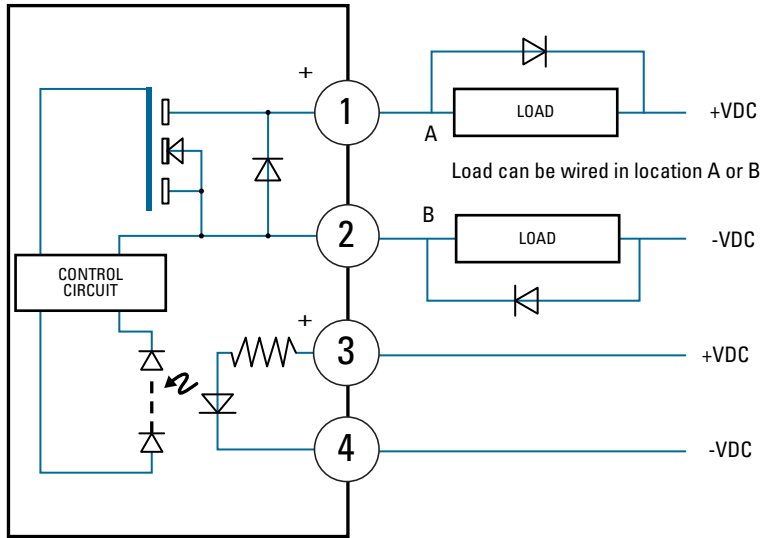 +
1
LOAD
+VDC
A
Load can be wired in location A or B
B
2
LOAD
-VDC
CONTROL
CIRCUIT
+
3
+VDC
4
-VDC